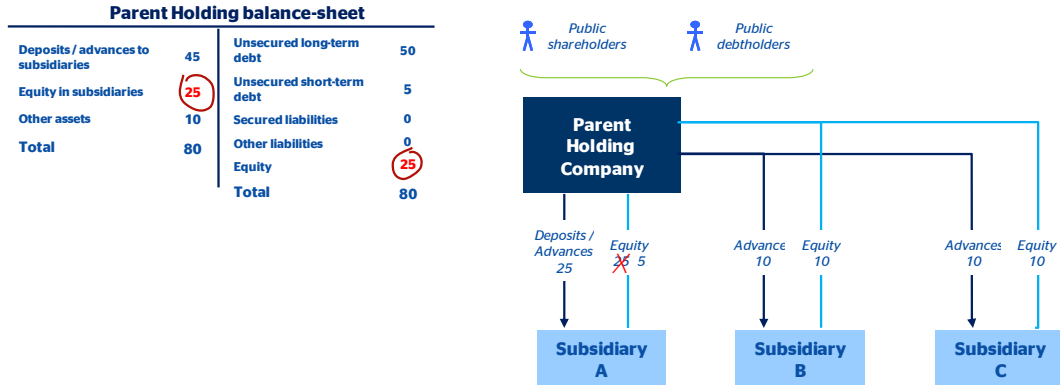 Parent Holding balance-sheet
Deposits / advances to
subsidiaries
45
Equity in subsidiaries
25
Other assets
10
Total
80
Unsecured long-term
debt
50
Unsecured short-term
debt
5
Secured liabilities
0
Other liabilities
0
Equity
25
Total
80
Public
shareholders
Public
debtholders
Parent
Holding
Company
Deposits /
Advances
25
Equity
25 5
Advance
10
Equity
10
Advances
10
Equity
10
Subsidiary
A
Subsidiary
B
Subsidiary
C